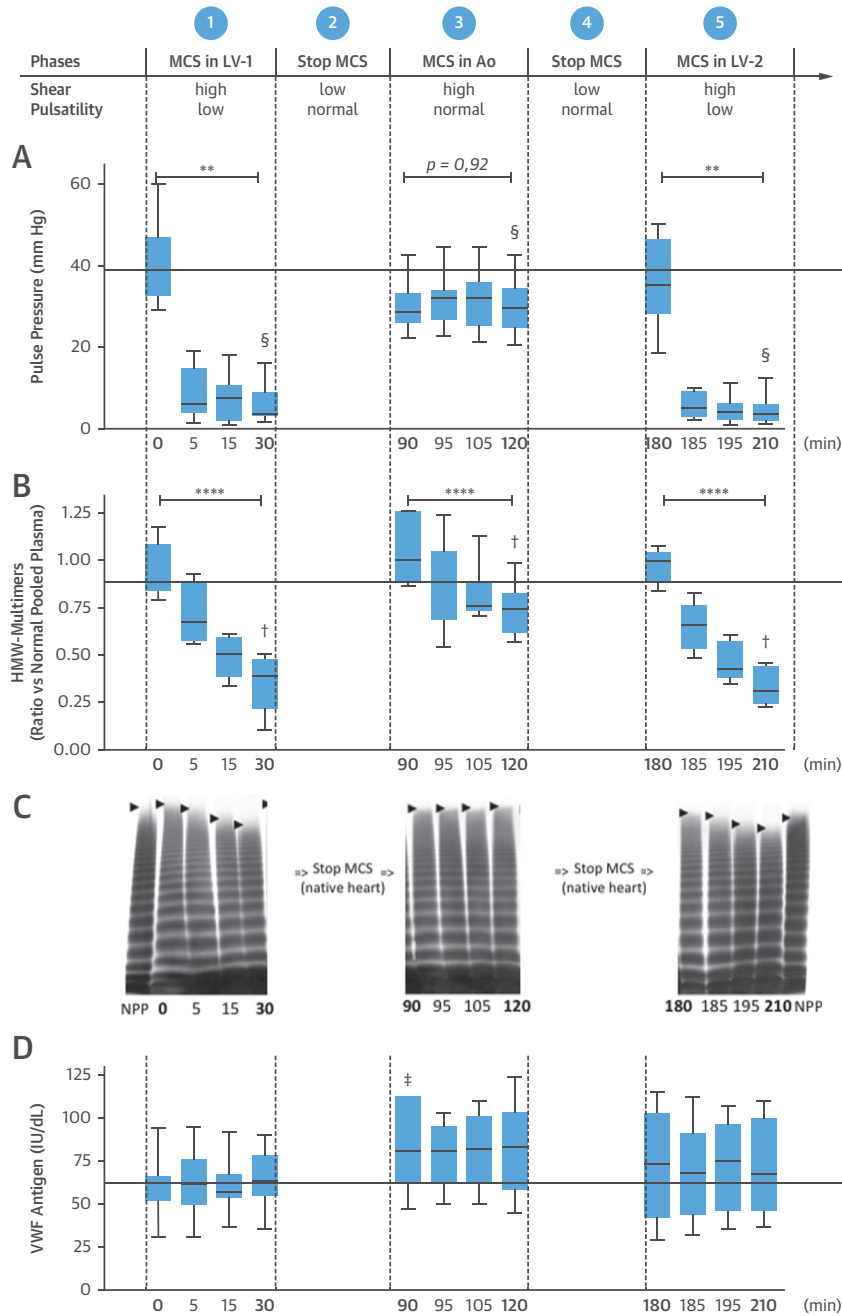 1 2 3 4 5
Phases MCS in LV-1 Stop MCS MCS in Ao Stop MCS MCS in LV-2
Shear high low high low high
Pulsatility low normal normal normal low
A
** p = 0,92 **
Pulse Pressure (mm Hg)
60
40
20
0
§ § §
0 5 15 30 90 95 105 120 180 185 195 210 (min)
B
**** **** ****
HMW-Multimers
(Ratio vs Normal Pooled Plasma)
1.25
1.00
0.75
0.50
0.25
0.00
† † †
0 5 15 30 90 95 105 120 180 185 195 210 (min)
C
=> Stop MCS => => Stop MCS =>
(native heart) (native heart)
NPP 0 5 15 30 90 95 105 120 180 185 195 210 NPP
D
VWF Antigen (IU/dL)
125
100
75
50
25
0
‡
0 5 15 30 90 95 105 120 180 185 195 210 (min)